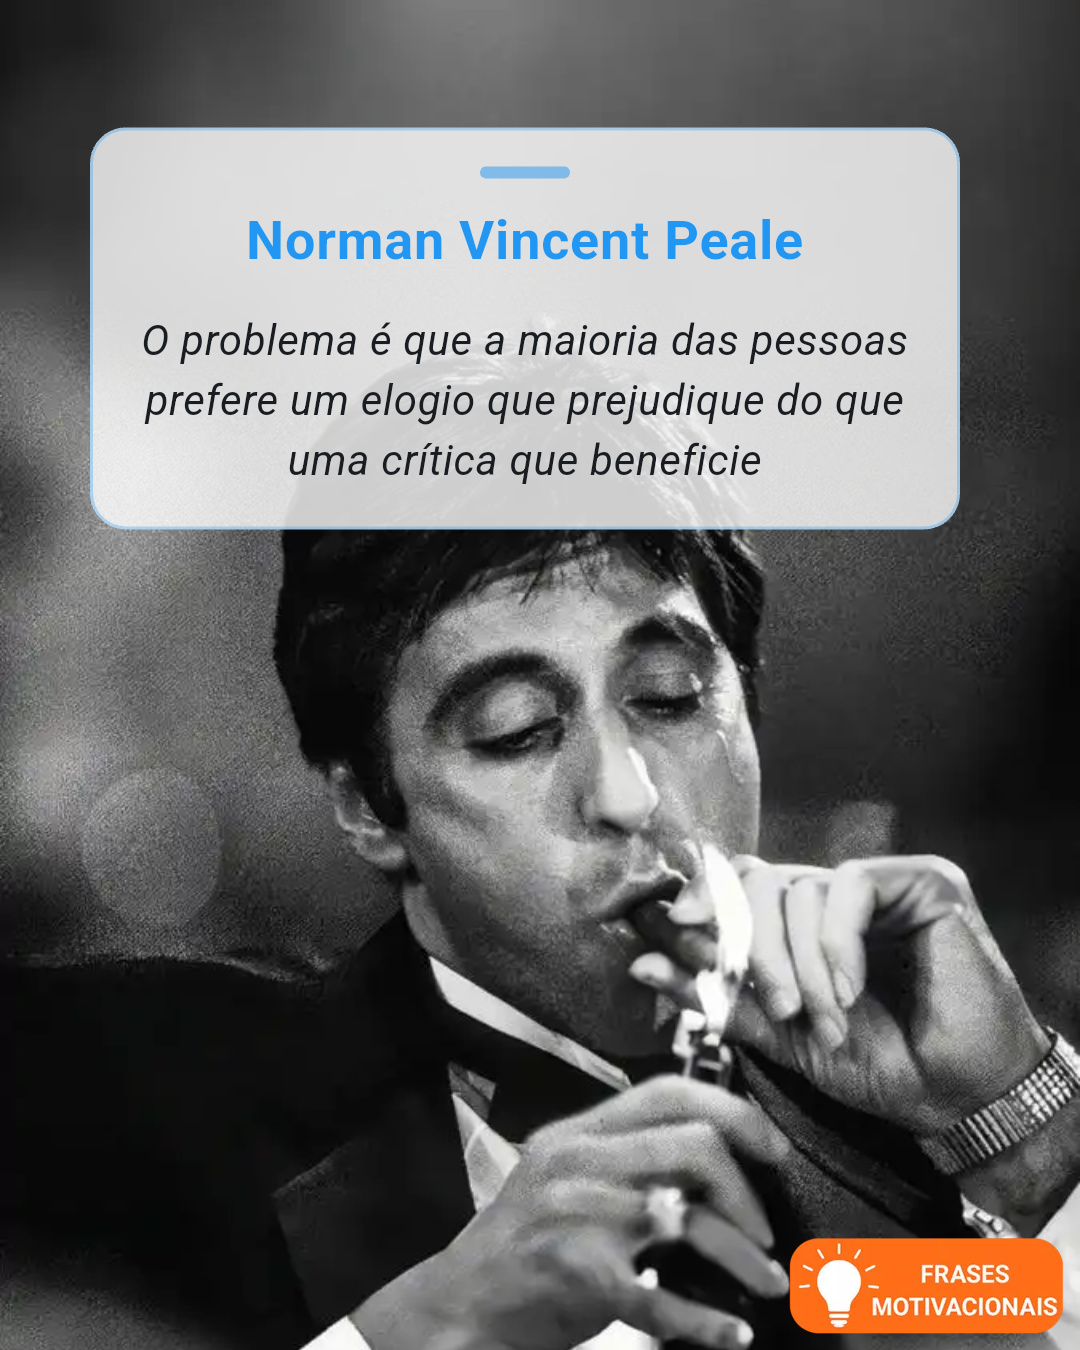 Norman Vincent Peale
O problema é que a maioria das pessoas
prefere um elogio que prejudique do que
uma crítica que beneficie
FRASES
MOTIVACIONAIS